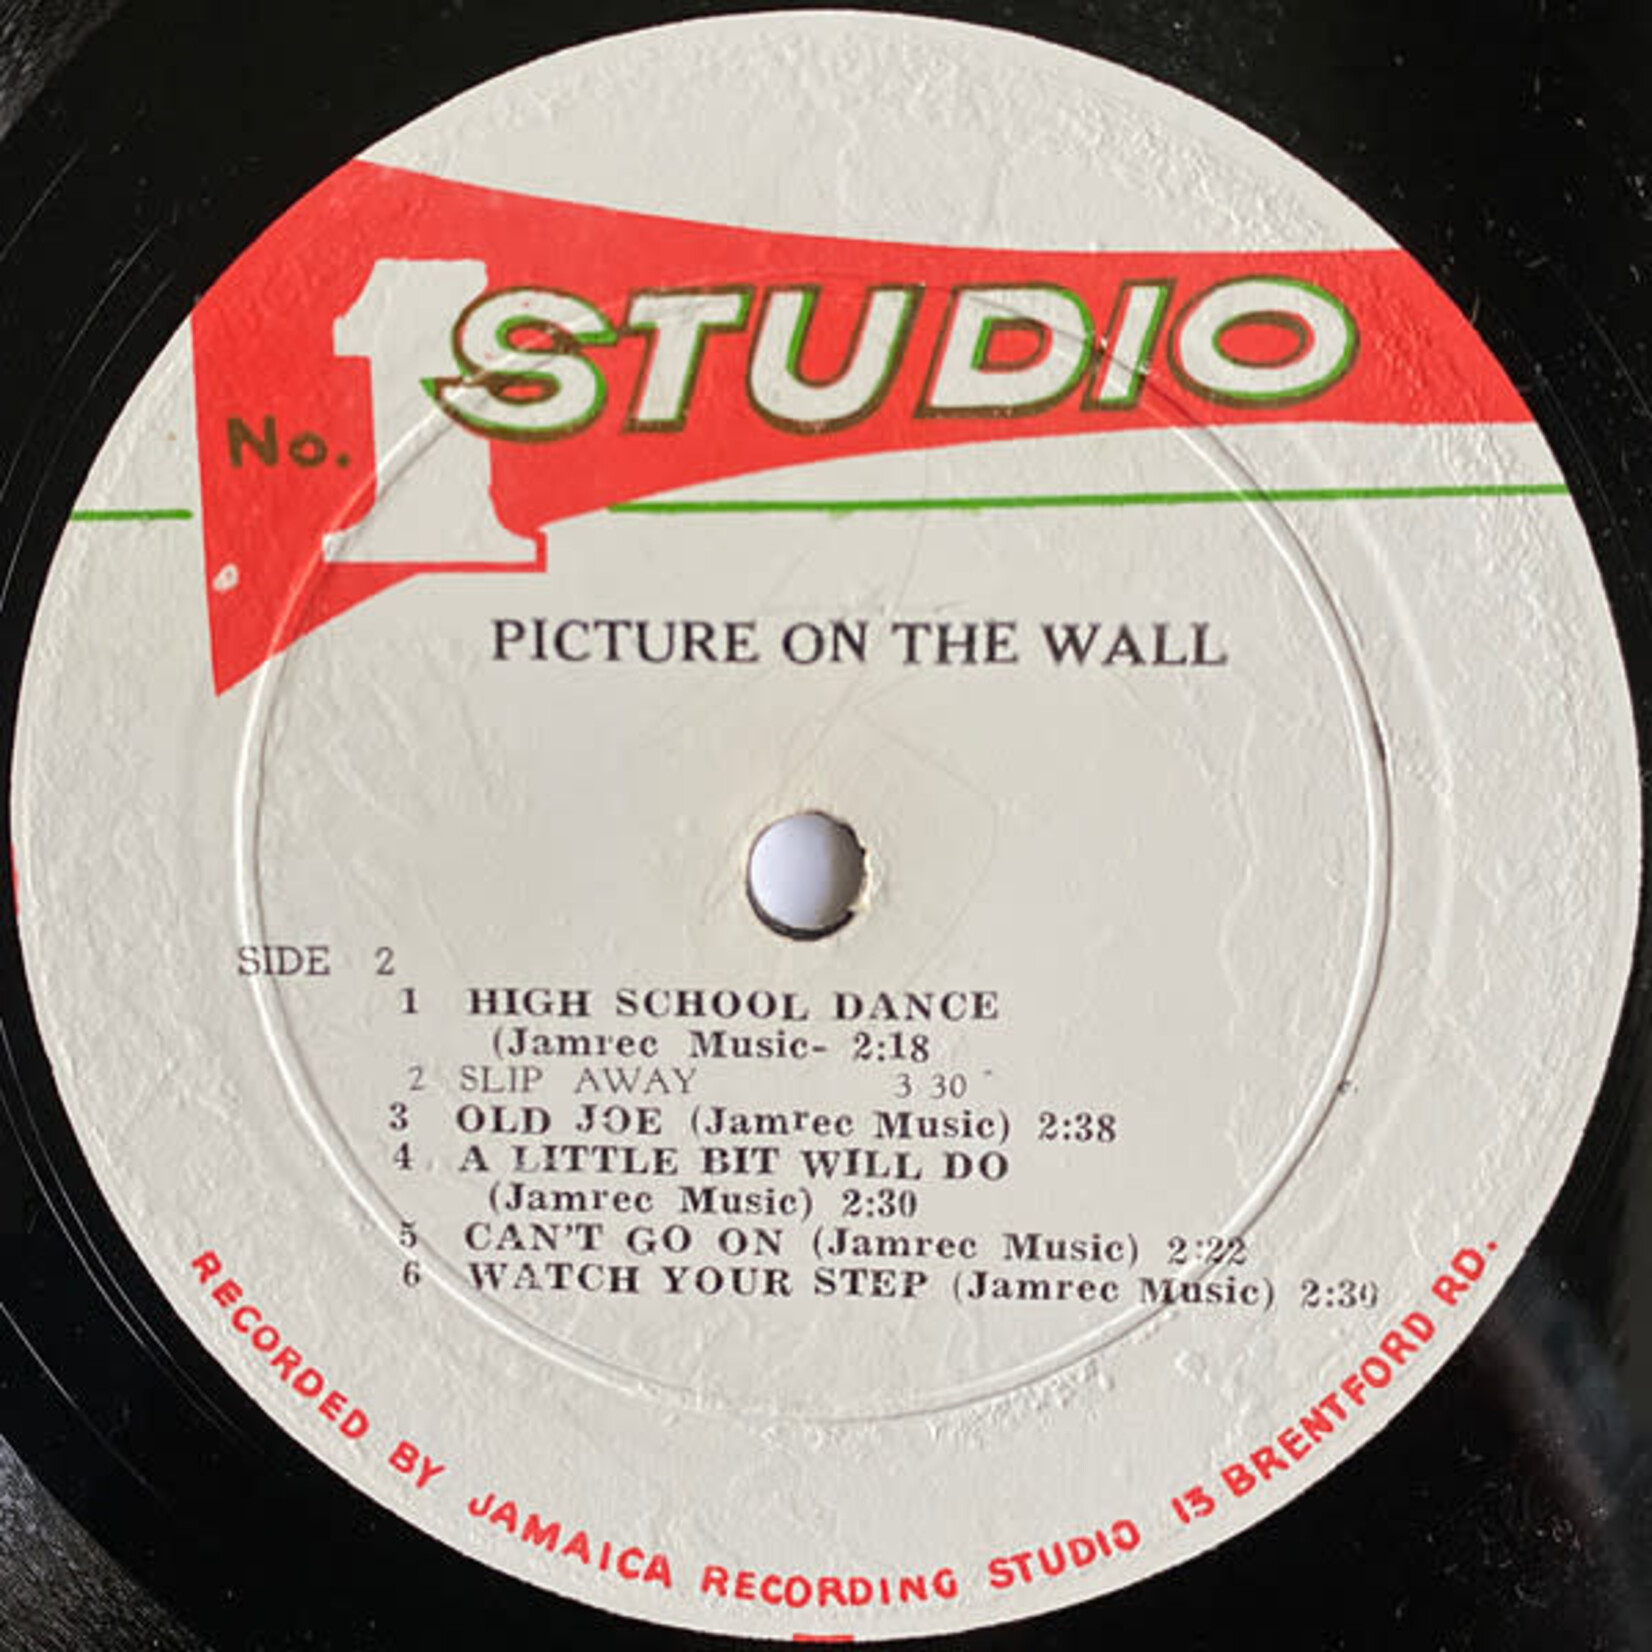 No. 1 STUDIO
PICTURE ON THE WALL
SIDE 2
1 HIGH SCHOOL DANCE
(Jamrec Music- 2:18
2 SLIP AWAY 3 30
3 OLD JOE (Jamrec Music) 2:38
4 A LITTLE BIT WILL DO
(Jamrec Music) 2:30
5 CAN'T GO ON (Jamrec Music) 2:22
6 WATCH YOUR STEP (Jamrec Music) 2:30
RECORDED BY JAMAICA RECORDING STUDIO 13 BRENTFORD RD.